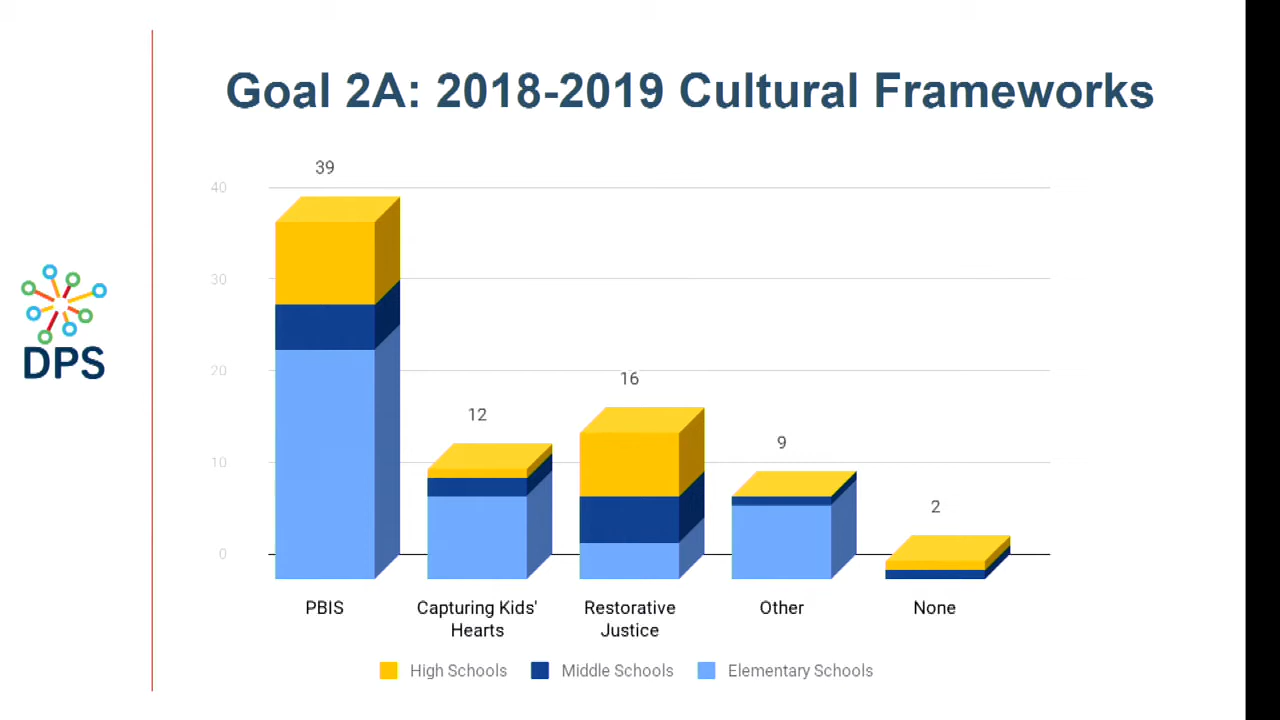 Goal 2A: 2018-2019 Cultural Frameworks
39
40
30
20
16
12
10
9
2
0
PBIS
Capturing Kids'
Hearts
Restorative
Justice
Other
None
High Schools
Middle Schools
Elementary Schools
DPS